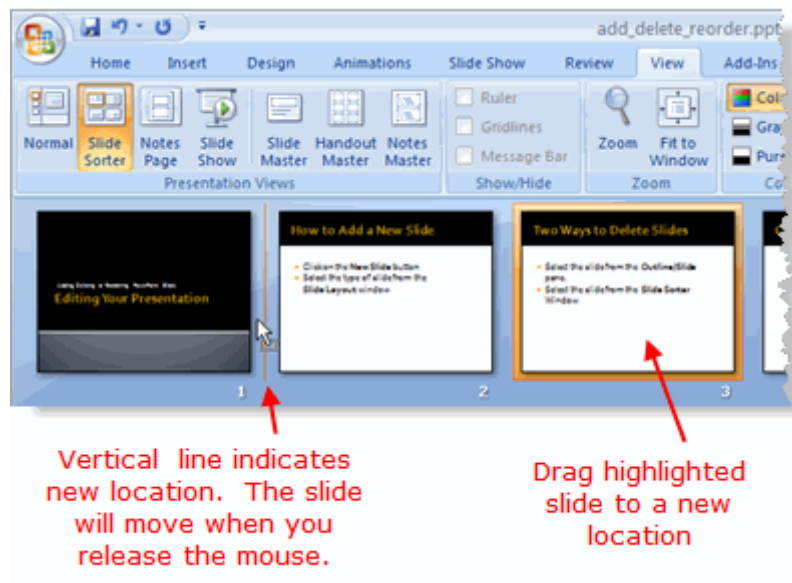 add_delete_reorder.ppt
Home Insert Design Animations Slide Show Review View Add-Ins
Normal Slide Sorter Notes Page Slide Show Slide Master Handout Master Notes Master
Presentation Views
Ruler
Gridlines
Message Bar
Show/Hide
Zoom Fit to Window
Zoom
Colo
Gra
Pure
Co
Editing Your Presentation
1
How to Add a New Slide
Click on the New Slide button
Select the type of slide from the
Slide Layout window
2
Two Ways to Delete Slides
Select the slide from the Outline/Slide
pane.
Select the slide from the Slide Sorter
Window
3
Vertical line indicates
new location. The slide
will move when you
release the mouse.
Drag highlighted
slide to a new
location